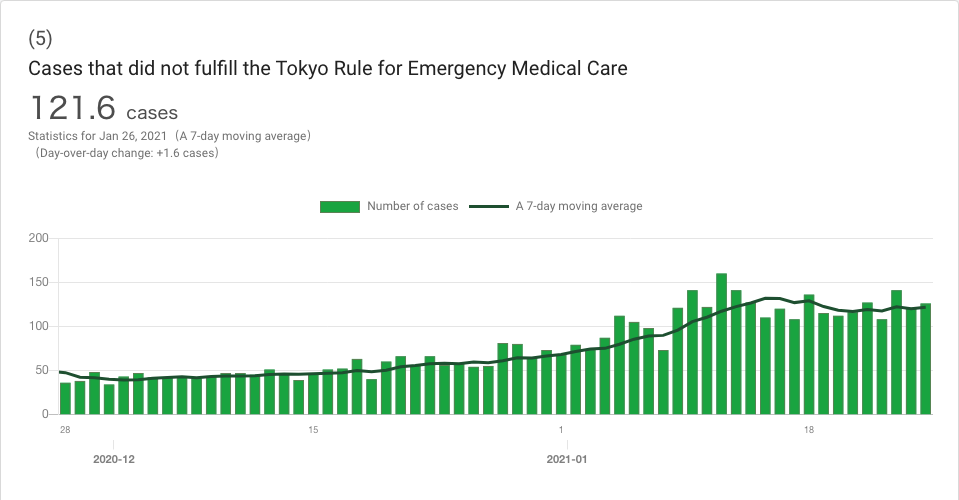 (5)
Cases that did not fulfill the Tokyo Rule for Emergency Medical Care
121.6 cases
Statistics for Jan 26, 2021（A 7-day moving average）
（Day-over-day change: +1.6 cases）
Number of cases A 7-day moving average
200
150
100
50
0
28 15 1 18
2020-12 2021-01